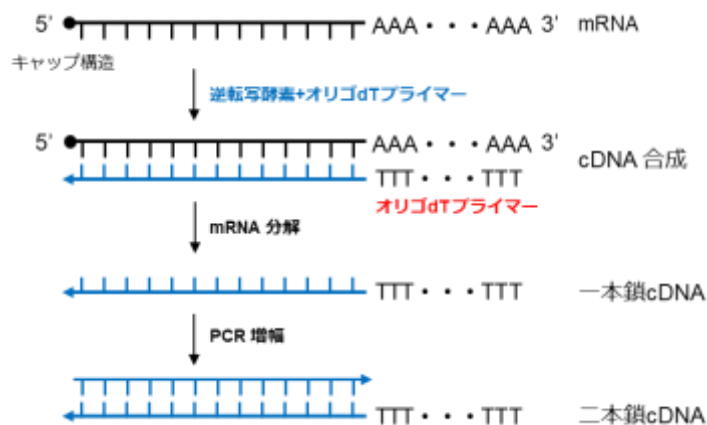 5’ AAA・・・AAA 3’ mRNA
キャップ構造
逆転写酵素+オリゴdTプライマー
5’ AAA・・・AAA 3’
cDNA 合成
TTT・・・TTT
オリゴdTプライマー
mRNA 分解
TTT・・・TTT 一本鎖cDNA
PCR 増幅
TTT・・・TTT 二本鎖cDNA